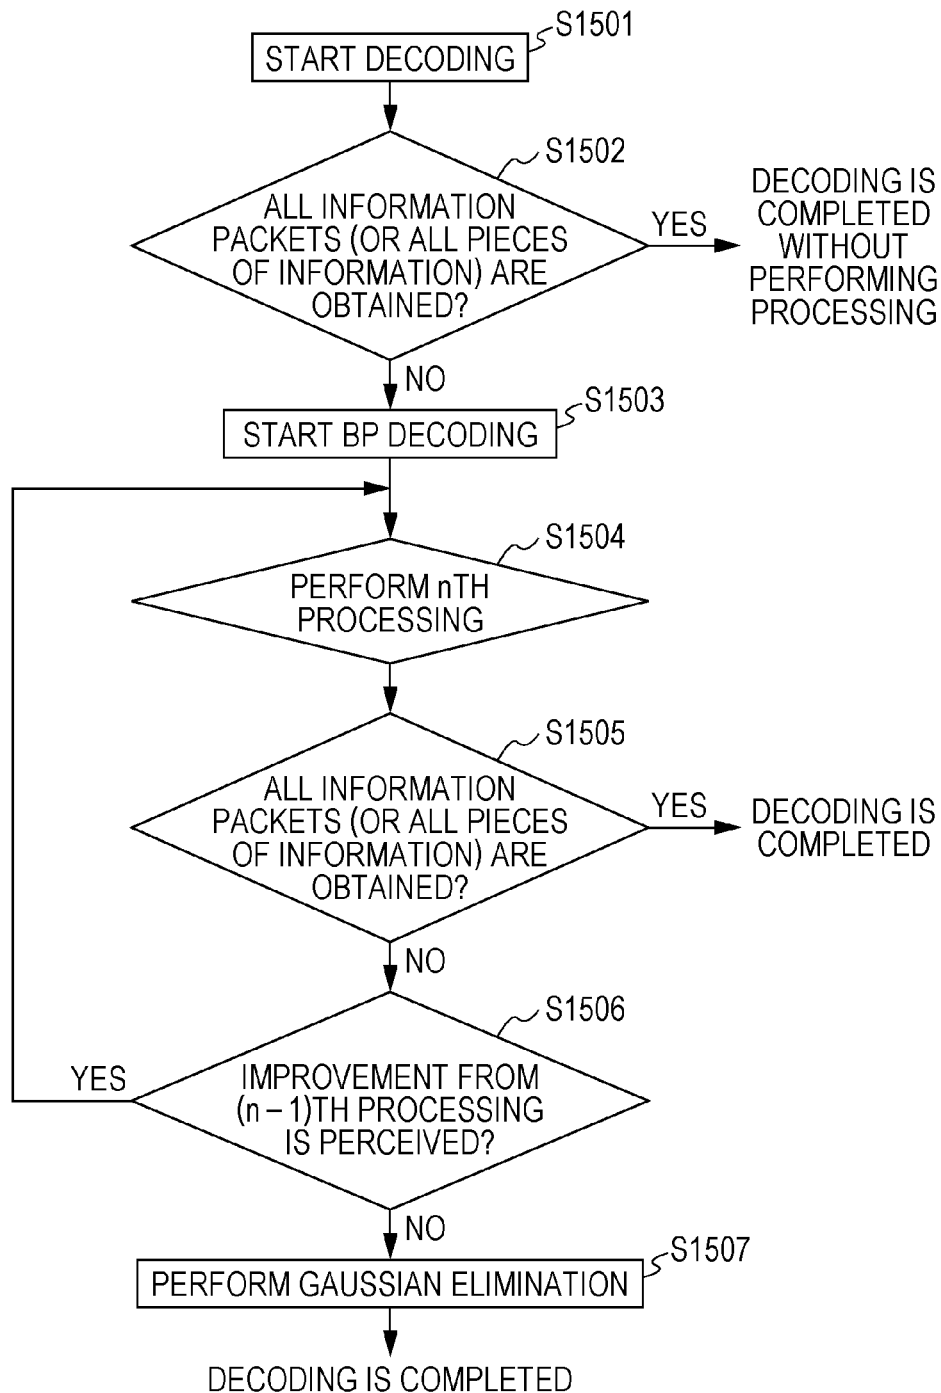 S1501
START DECODING
S1502
ALL INFORMATION
PACKETS (OR ALL PIECES
OF INFORMATION) ARE
OBTAINED?
YES
DECODING IS
COMPLETED
WITHOUT
PERFORMING
PROCESSING
NO
S1503
START BP DECODING
S1504
PERFORM nTH
PROCESSING
S1505
ALL INFORMATION
PACKETS (OR ALL PIECES
OF INFORMATION) ARE
OBTAINED?
YES
DECODING IS
COMPLETED
NO
S1506
YES
IMPROVEMENT FROM
(n – 1)TH PROCESSING
IS PERCEIVED?
NO
S1507
PERFORM GAUSSIAN ELIMINATION
DECODING IS COMPLETED